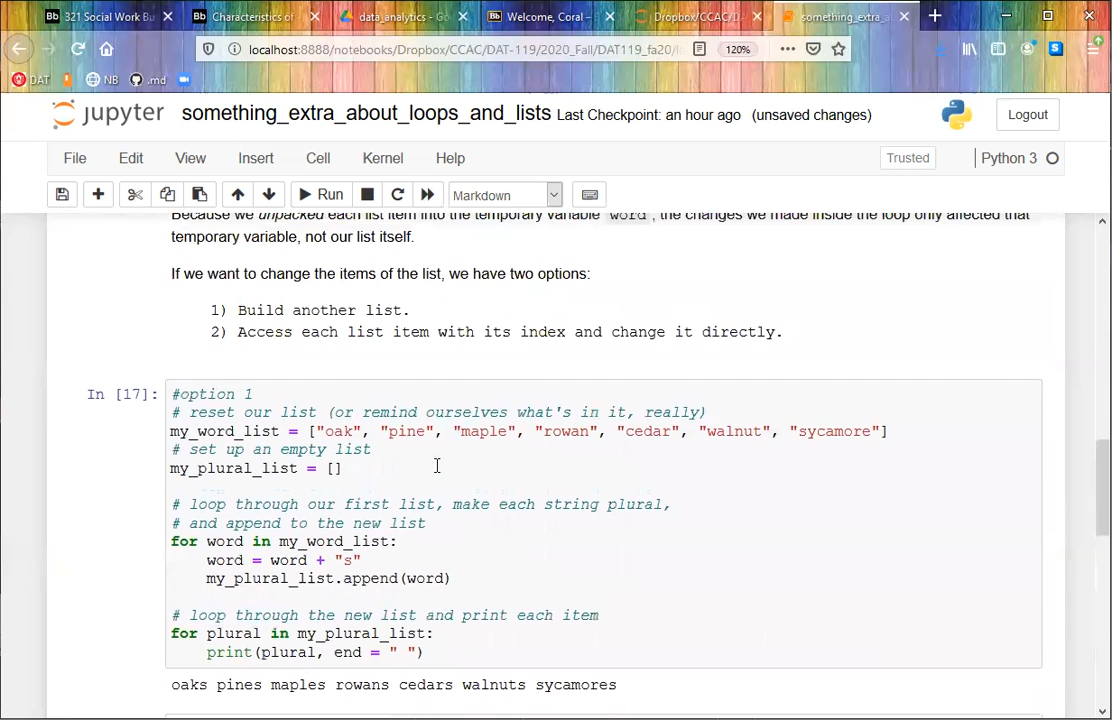 321 Social Work Bu
Characteristics of
data_analytics - Go
Welcome, Coral –
Dropbox/CCAC/D
something_extra_a
localhost:8888/notebooks/Dropbox/CCAC/DAT-119/2020_Fall/DAT119_fa20/
120%
DAT
NB
.md
jupyter something_extra_about_loops_and_lists Last Checkpoint: an hour ago (unsaved changes)
Logout
File Edit View Insert Cell Kernel Help
Trusted
Python 3
Run
Markdown
Because we unpacked each list item into the temporary variable word , the changes we made inside the loop only affected that
temporary variable, not our list itself.
If we want to change the items of the list, we have two options:
1) Build another list.
2) Access each list item with its index and change it directly.
In [17]: #option 1
# reset our list (or remind ourselves what's in it, really)
my_word_list = ["oak", "pine", "maple", "rowan", "cedar", "walnut", "sycamore"]
# set up an empty list
my_plural_list = []
# loop through our first list, make each string plural,
# and append to the new list
for word in my_word_list:
word = word + "s"
my_plural_list.append(word)
# loop through the new list and print each item
for plural in my_plural_list:
print(plural, end = " ")
oaks pines maples rowans cedars walnuts sycamores